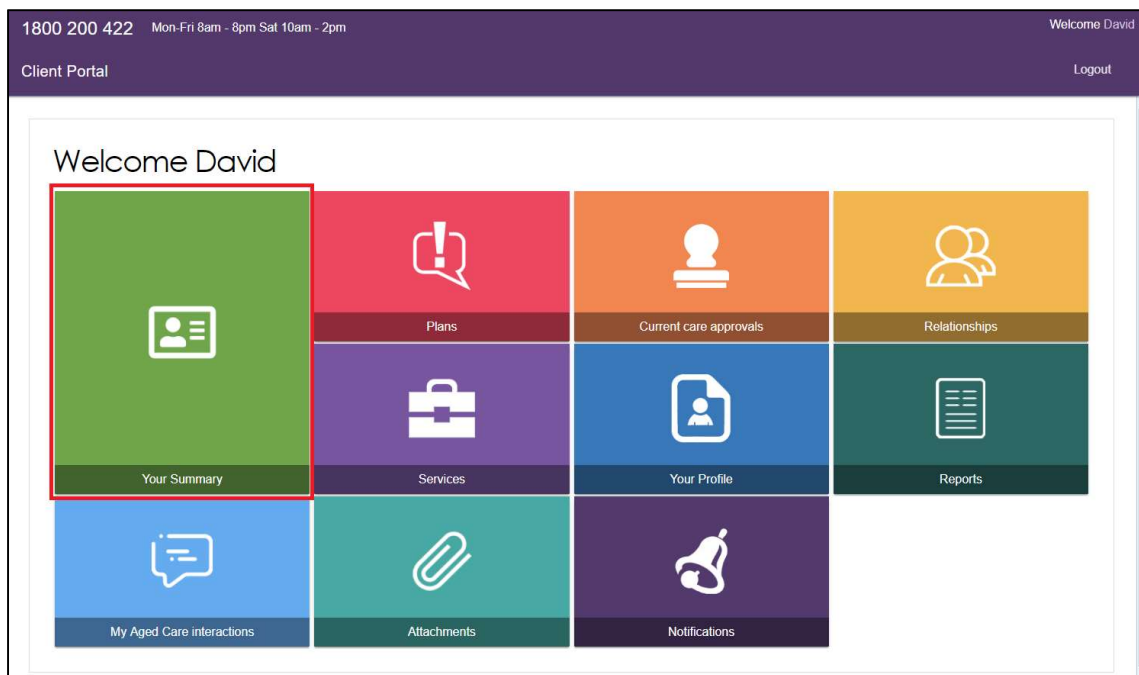 1800 200 422 Mon-Fri 8am - 8pm Sat 10am - 2pm Welcome David
Client Portal Logout
Welcome David
Plans Current care approvals Relationships
Your Summary Services Your Profile Reports
My Aged Care interactions Attachments Notifications